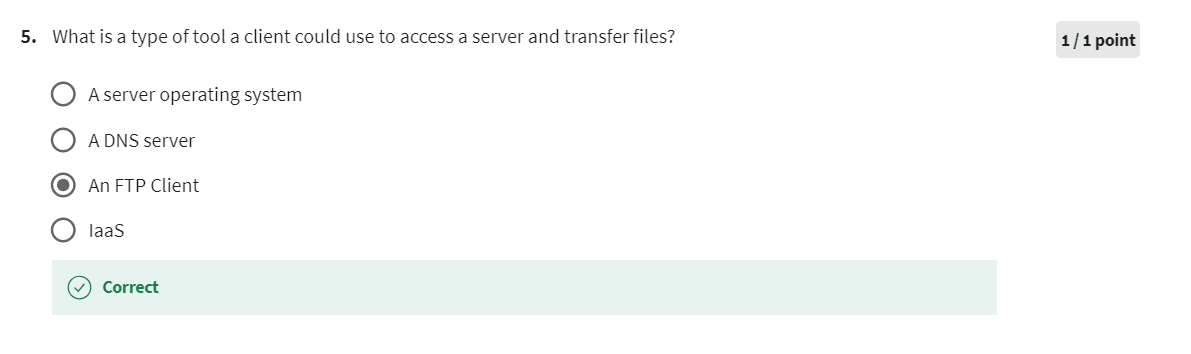 5. What is a type of tool a client could use to access a server and transfer files?
1 / 1 point
A server operating system
A DNS server
An FTP Client
IaaS
Correct